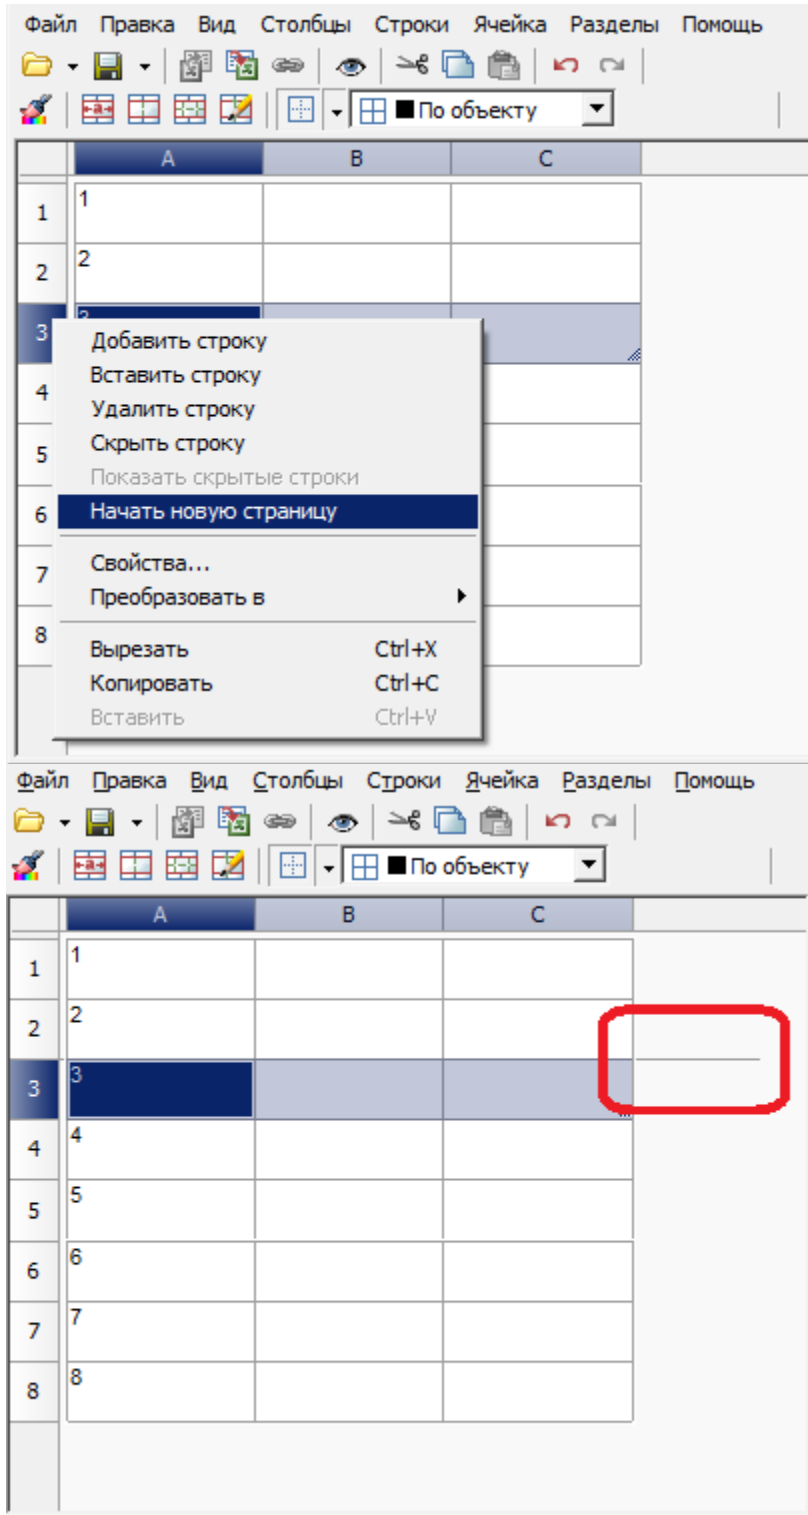 Файл Правка Вид Столбцы Строки Ячейка Разделы Помощь
По объекту
A B C
1 1
2 2
3 3
Добавить строку
4 Вставить строку
Удалить строку
5 Скрыть строку
Показать скрытые строки
6 Начать новую страницу
7 Свойства...
Преобразовать в
8 Вырезать Ctrl+X
Копировать Ctrl+C
Вставить Ctrl+V
Файл Правка Вид Столбцы Строки Ячейка Разделы Помощь
По объекту
A B C
1 1
2 2
3 3
4 4
5 5
6 6
7 7
8 8